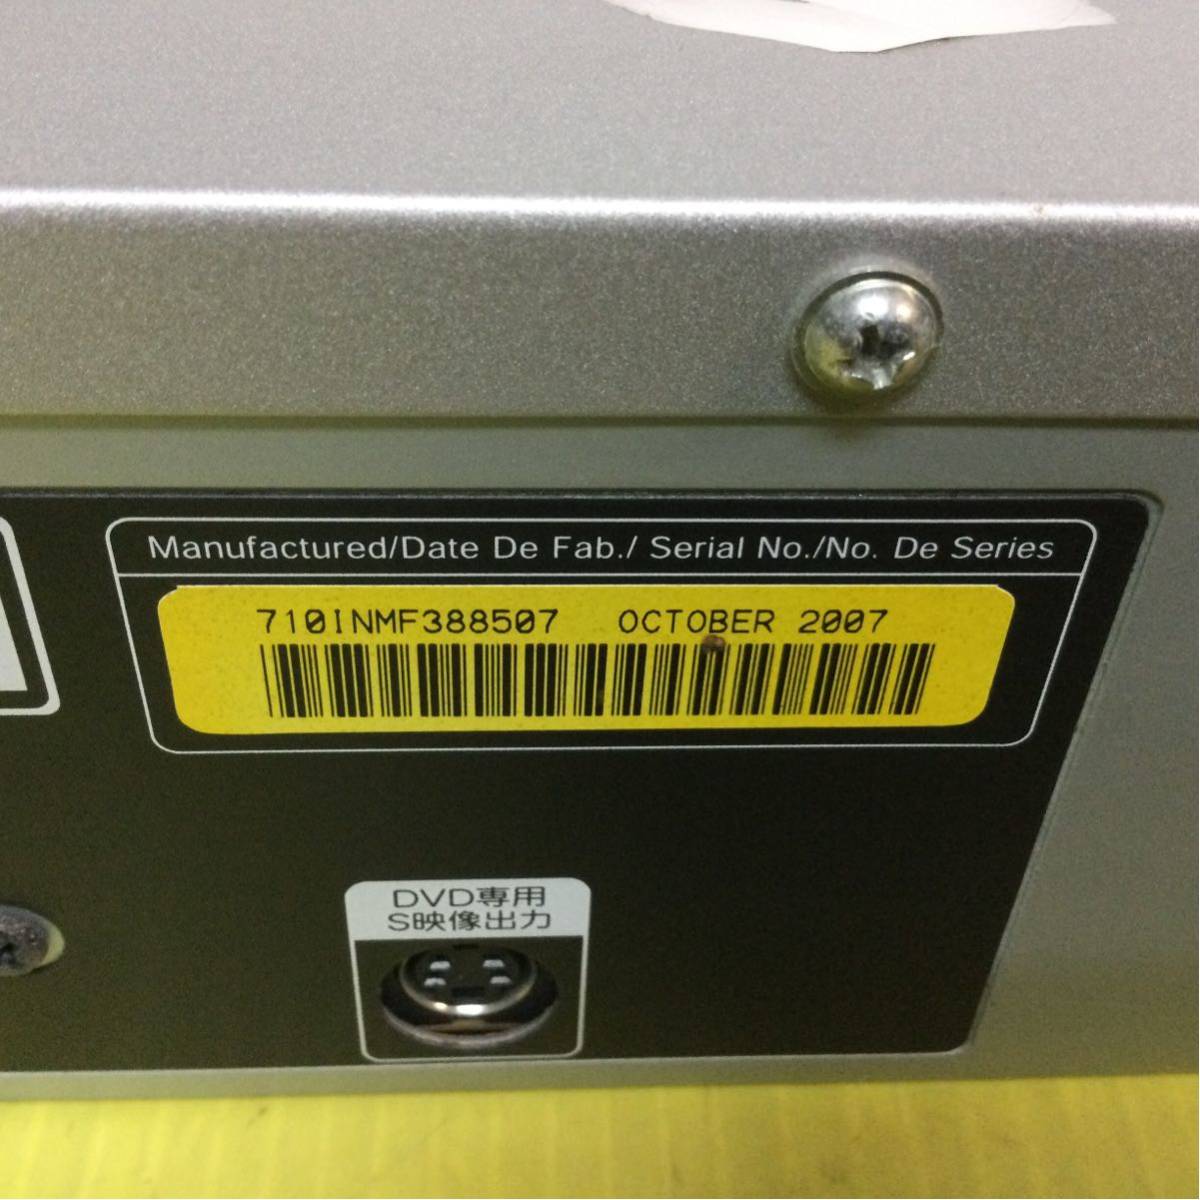 Manufactured/Date De Fab./ Serial No./No. De Series
710INMF388507 OCTOBER 2007
DVD専用
S映像出力